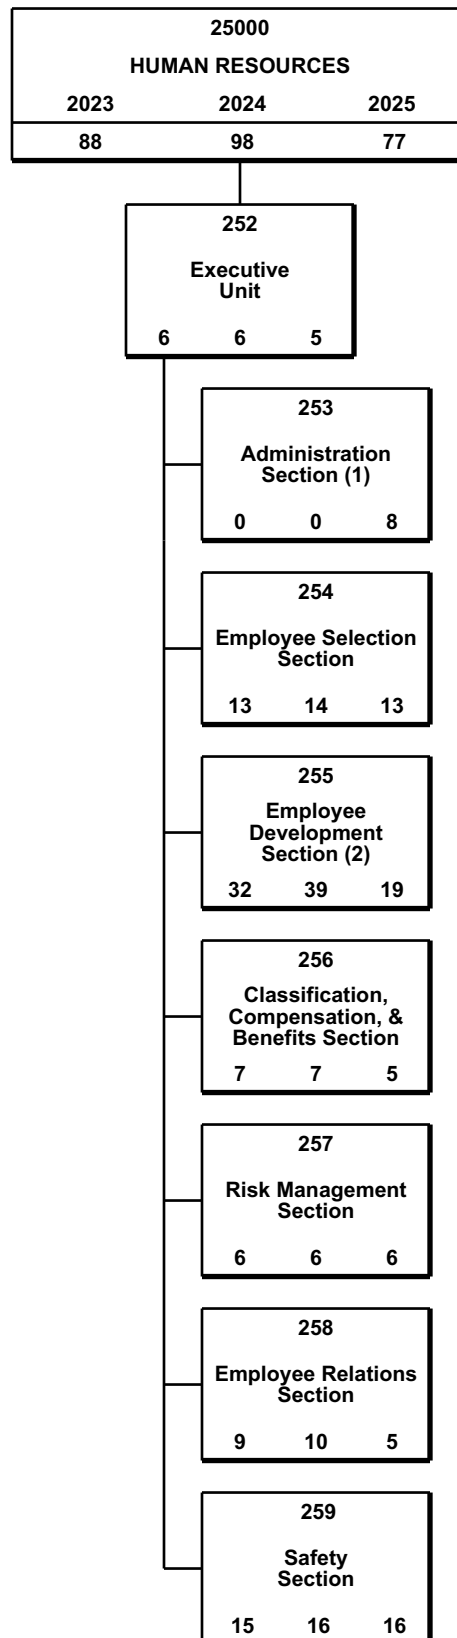 25000
HUMAN RESOURCES
2023 2024 2025
88 98 77
252
Executive
Unit
6 6 5
253
Administration
Section (1)
0 0 8
254
Employee Selection
Section
13 14 13
255
Employee
Development
Section (2)
32 39 19
256
Classification,
Compensation, &
Benefits Section
7 7 5
257
Risk Management
Section
6 6 6
258
Employee Relations
Section
9 10 5
259
Safety
Section
15 16 16